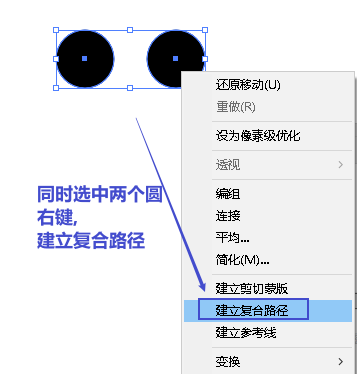 还原移动(U)
重做(R)
设为像素级优化
透视
编组
连接
平均...
简化(M)...
建立剪切蒙版
建立复合路径
建立参考线
变换
同时选中两个圆
右键,
建立复合路径